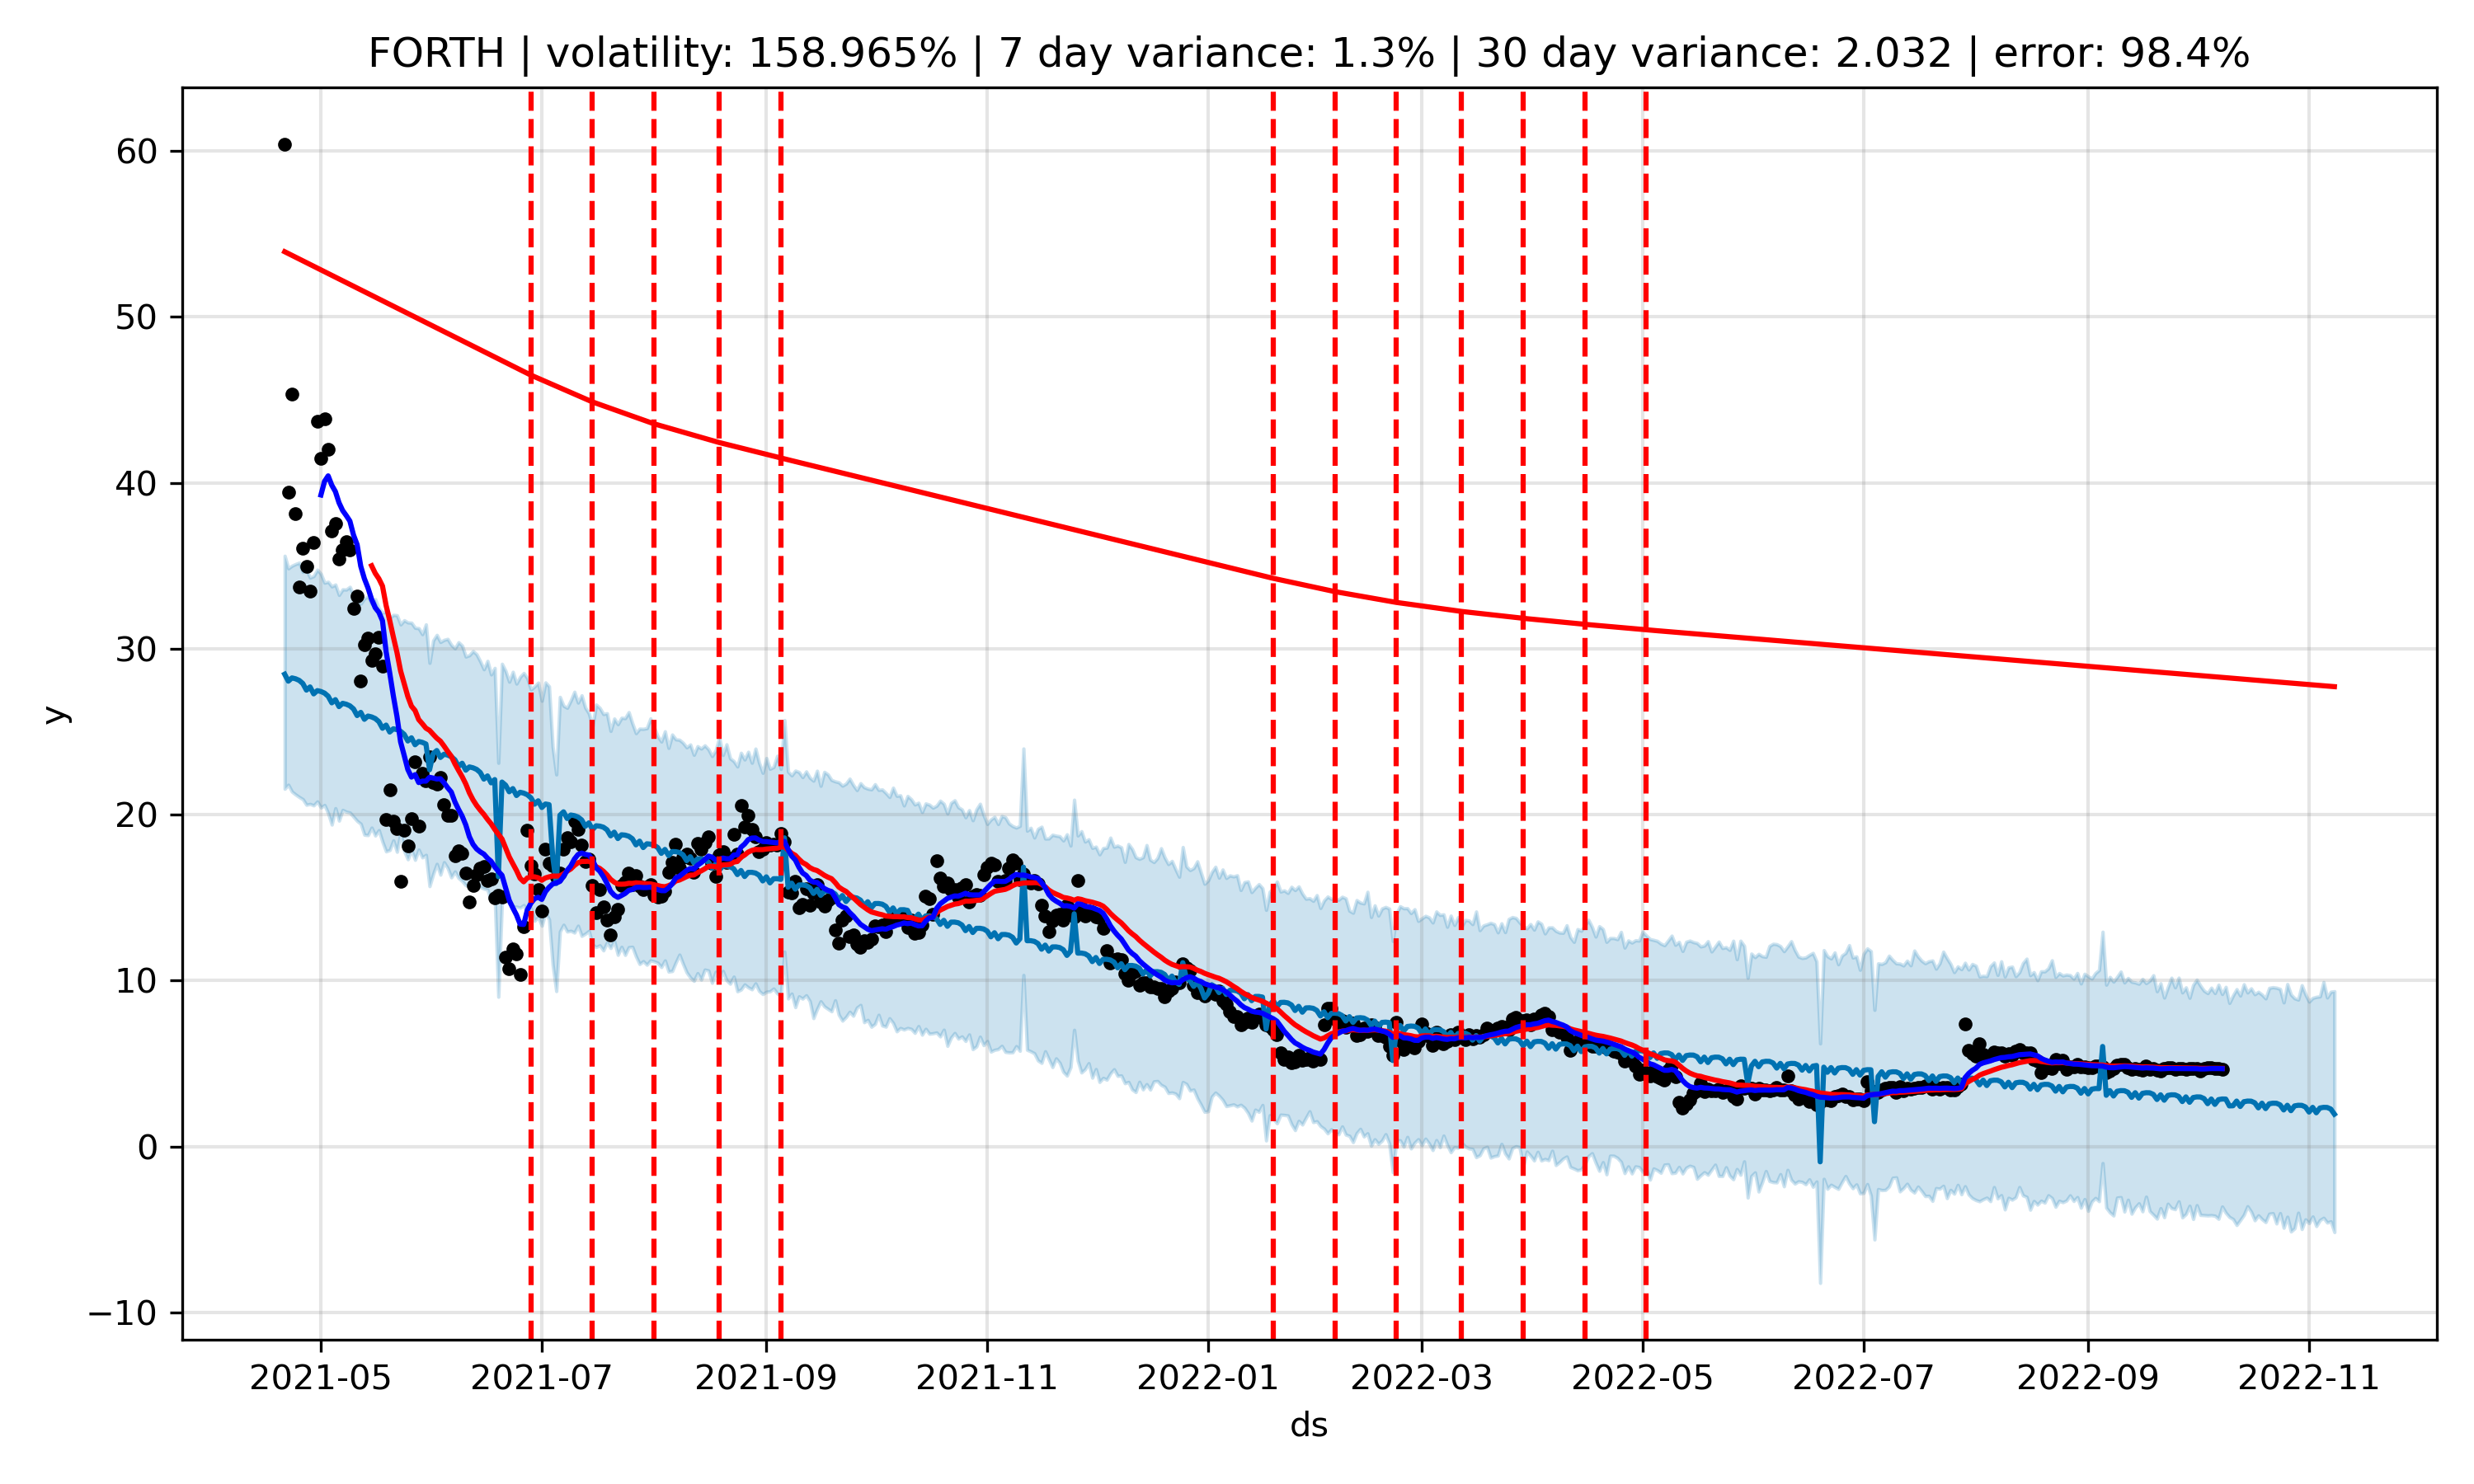 FORTH | volatility: 158.965% | 7 day variance: 1.3% | 30 day variance: 2.032 | error: 98.4%
60
50
40
30
20
10
0
−10
y
2021-05 2021-07 2021-09 2021-11 2022-01 2022-03 2022-05 2022-07 2022-09 2022-11
ds